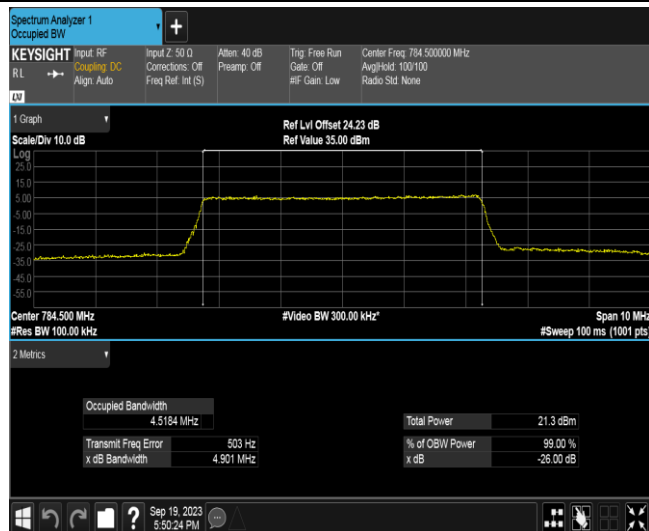 Spectrum Analyzer 1
Occupied BW
+
KEYSIGHT
RL
Input: RF
Coupling: DC
Align: Auto
Input Z: 50 Ω
Corrections: Off
Freq Ref: Int (S)
Atten: 40 dB
Preamp: Off
Trig: Free Run
Gate: Off
#IF Gain: Low
Center Freq: 784.500000 MHz
Avg|Hold: 100/100
Radio Std: None
1 Graph
Scale/Div 10.0 dB
Ref Lvl Offset 24.23 dB
Ref Value 35.00 dBm
Log
25.0
15.0
5.00
-5.00
-15.0
-25.0
-35.0
-45.0
-55.0
Center 784.500 MHz
#Res BW 100.00 kHz
#Video BW 300.00 kHz*
Span 10 MHz
#Sweep 100 ms (1001 pts)
2 Metrics
Occupied Bandwidth
4.5184 MHz
Transmit Freq Error 503 Hz
x dB Bandwidth 4.901 MHz
Total Power 21.3 dBm
% of OBW Power 99.00 %
x dB -26.00 dB
?
Sep 19, 2023
5:50:24 PM